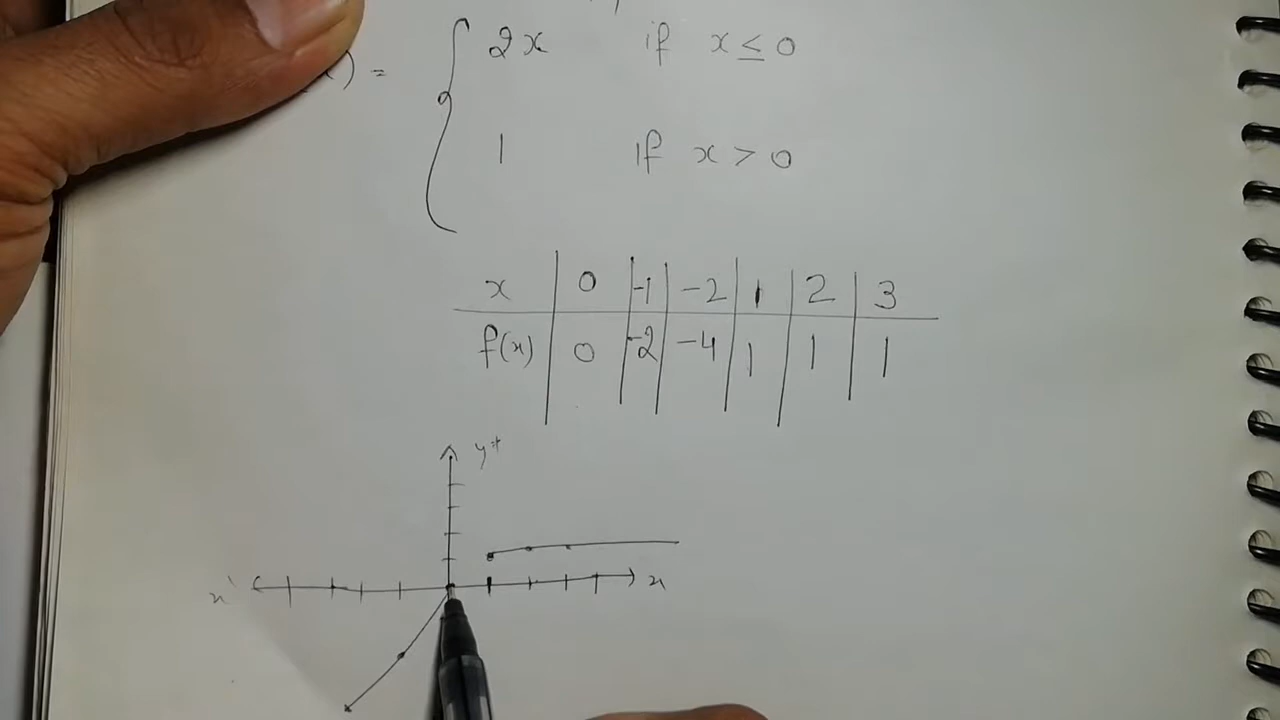 ) = { 2x if x ≤ 0
1 if x > 0
x | 0 | -1 | -2 | 1 | 2 | 3
f(x) | 0 | -2 | -4 | 1 | 1 | 1
y
x' x